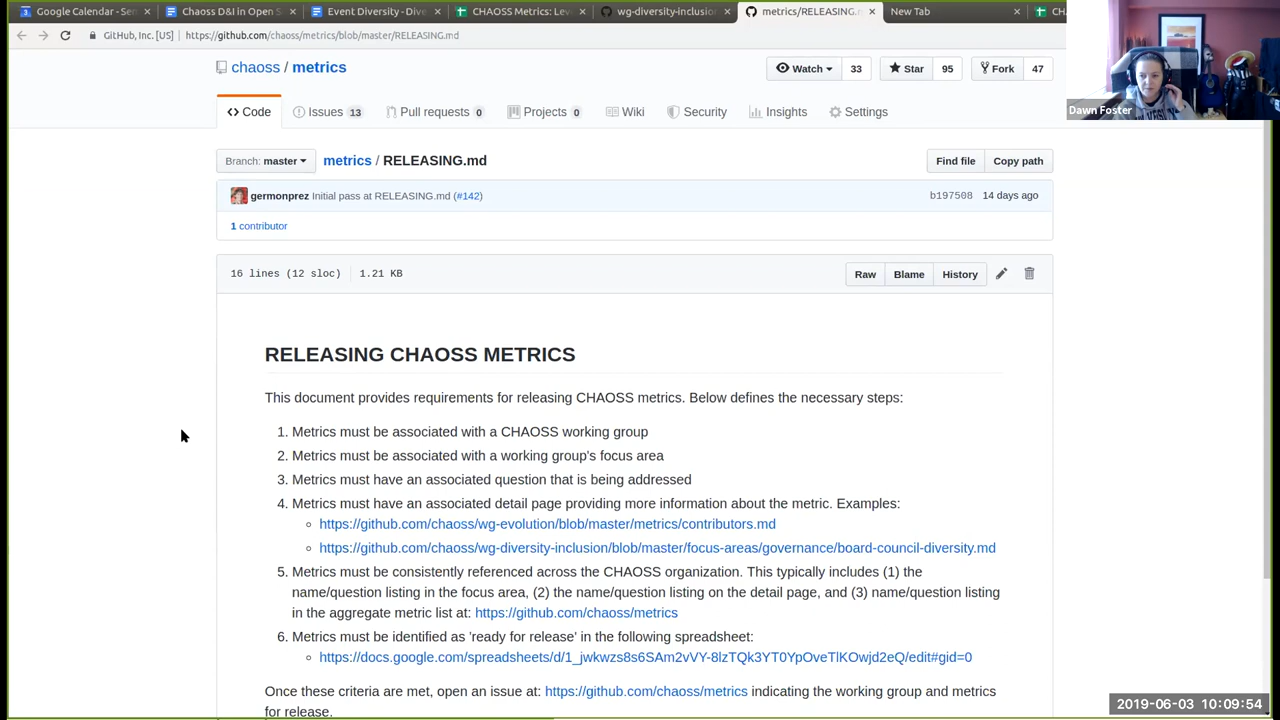 Google Calendar - Sen
Chaoss D&I in Open S
Event Diversity - Dive
CHAOSS Metrics: Lev
wg-diversity-inclusion
metrics/RELEASING.m
New Tab
CH
GitHub, Inc. [US]
https://github.com/chaoss/metrics/blob/master/RELEASING.md
Dawn Foster
chaoss / metrics
Watch 33
Star 95
Fork 47
Code
Issues 13
Pull requests 0
Projects 0
Wiki
Security
Insights
Settings
Branch: master
metrics / RELEASING.md
Find file
Copy path
germonprez Initial pass at RELEASING.md (#142)
b197508 14 days ago
1 contributor
16 lines (12 sloc) 1.21 KB
Raw
Blame
History
RELEASING CHAOSS METRICS
This document provides requirements for releasing CHAOSS metrics. Below defines the necessary steps:
1. Metrics must be associated with a CHAOSS working group
2. Metrics must be associated with a working group's focus area
3. Metrics must have an associated question that is being addressed
4. Metrics must have an associated detail page providing more information about the metric. Examples:
https://github.com/chaoss/wg-evolution/blob/master/metrics/contributors.md
https://github.com/chaoss/wg-diversity-inclusion/blob/master/focus-areas/governance/board-council-diversity.md
5. Metrics must be consistently referenced across the CHAOSS organization. This typically includes (1) the
name/question listing in the focus area, (2) the name/question listing on the detail page, and (3) name/question listing
in the aggregate metric list at: https://github.com/chaoss/metrics
6. Metrics must be identified as 'ready for release' in the following spreadsheet:
https://docs.google.com/spreadsheets/d/1_jwkwzs8s6SAm2vVY-8lzTQk3YT0YpOveTlKOwjd2eQ/edit#gid=0
Once these criteria are met, open an issue at: https://github.com/chaoss/metrics indicating the working group and metrics
for release.
2019-06-03 10:09:54